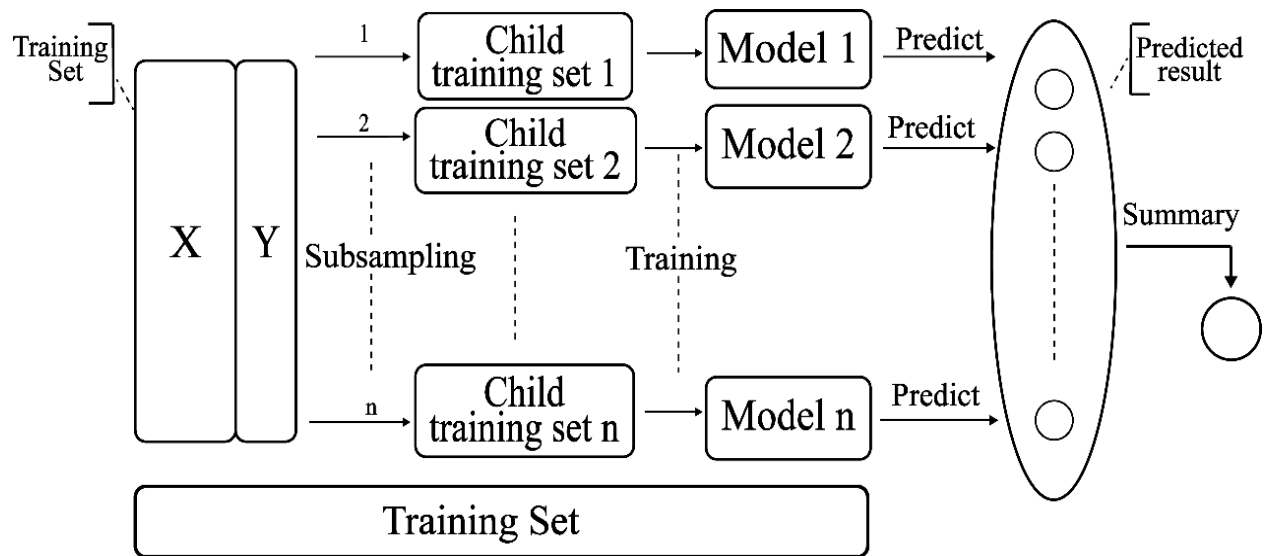 Training
Set
X
Y
1
2
Subsampling
n
Child
training set 1
Child
training set 2
Child
training set n
Training
Model 1
Model 2
Model n
Predict
Predict
Predict
Predicted
result
Summary
Training Set